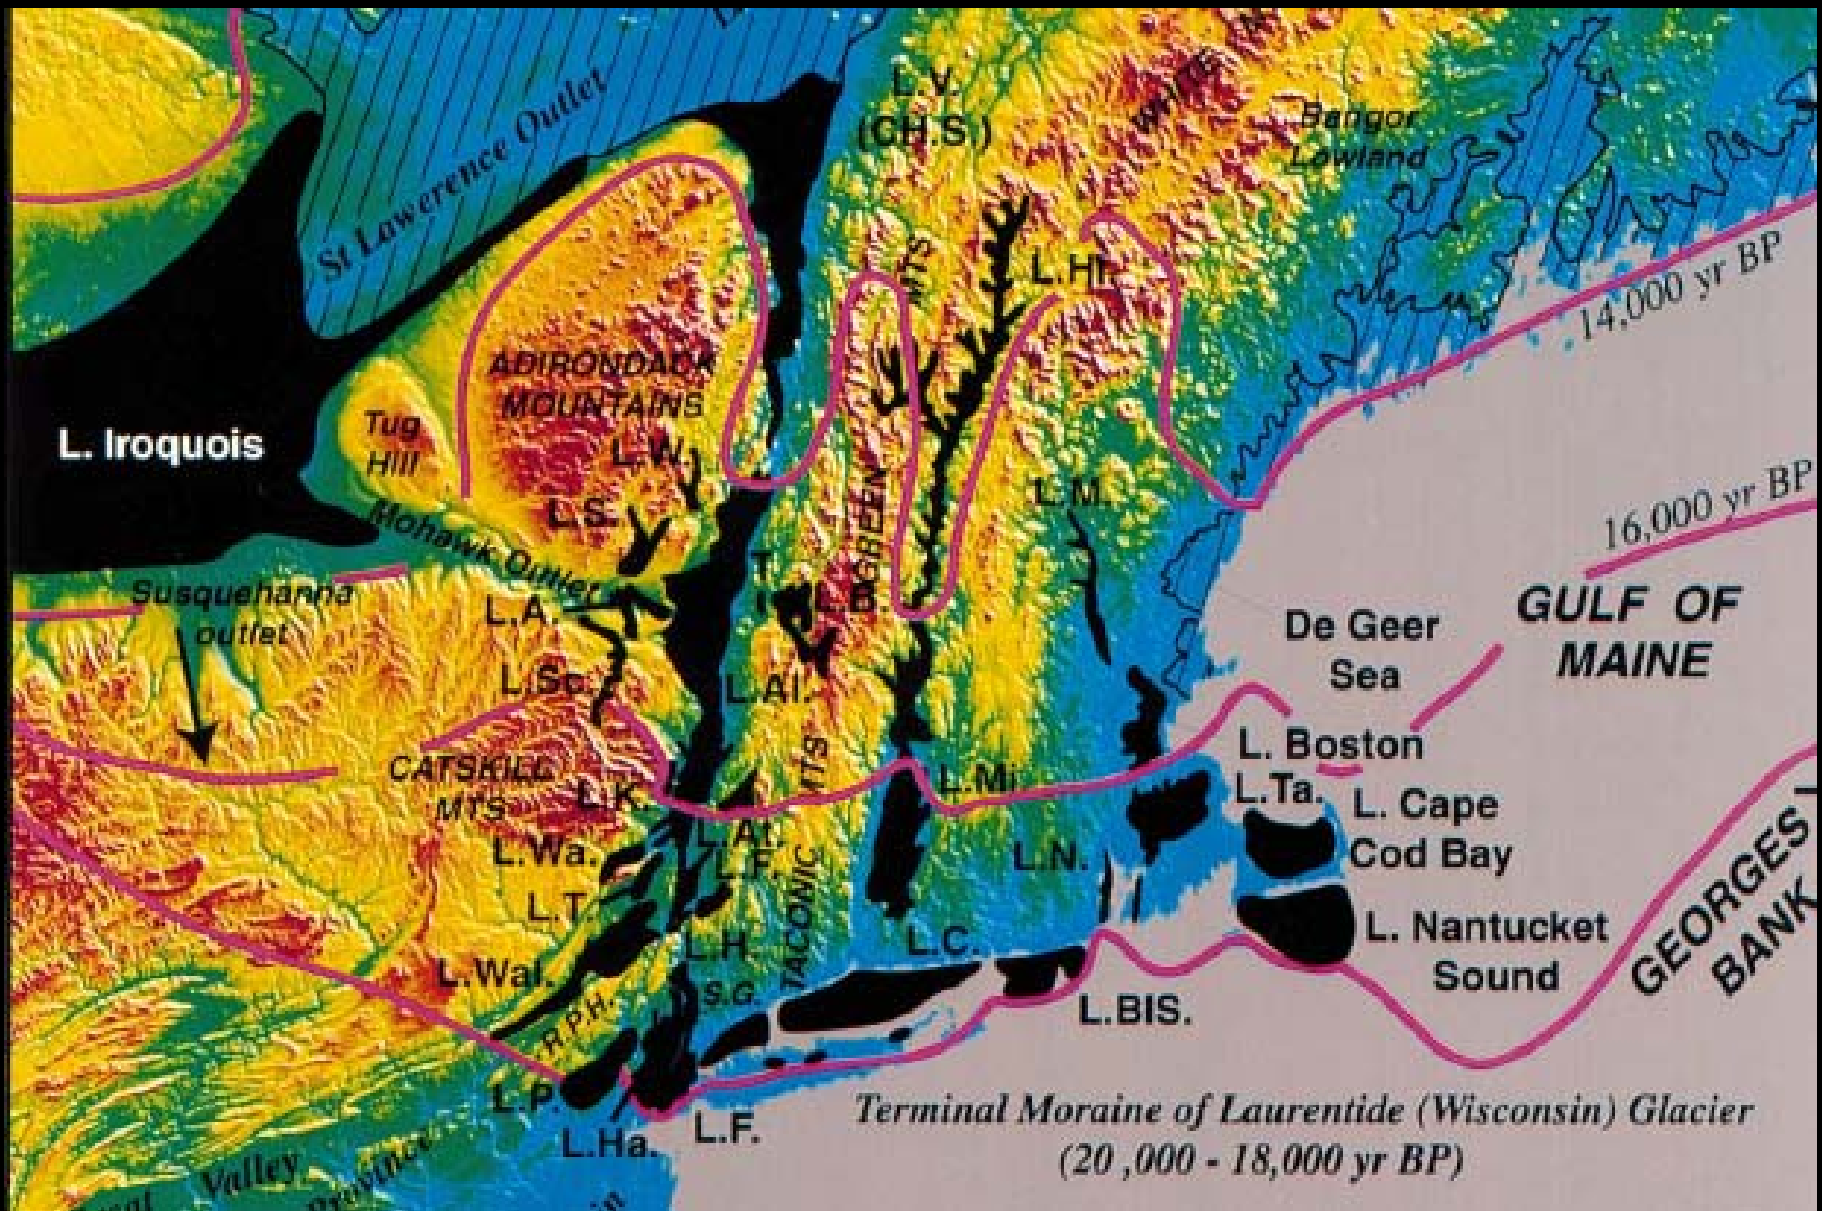 St Lawerence Outlet
L.V.
(CH.S.)
WHITE
Bangor
Lowland
MTS
L.HI.
14,000 yr BP
ADIRONDACK
MOUNTAINS
Tug
Hill
L. Iroquois
L.W.
L.S.
GREEN
L.M.
16,000 yr BP
Mohawk Outlet
Susquehanna
outlet
L.A.
T
L.B.
GULF OF
MAINE
De Geer
Sea
L.Sc.
L.Al.
L. Boston
CATSKILL
MTS
L.K.
MTS
L.Mi.
L.Ta.
L. Cape
Cod Bay
L.At.
L.Wa.
L.F.
L.N.
L.T.
TACONIC
GEORGES
BANK
L.H.
L.C.
L. Nantucket
Sound
L.Wal.
S.G.
R.P.H.
L.BIS.
L.P.
L.F.
L.Ha.
Terminal Moraine of Laurentide (Wisconsin) Glacier
(20 ,000 - 18,000 yr BP)
Valley
Province